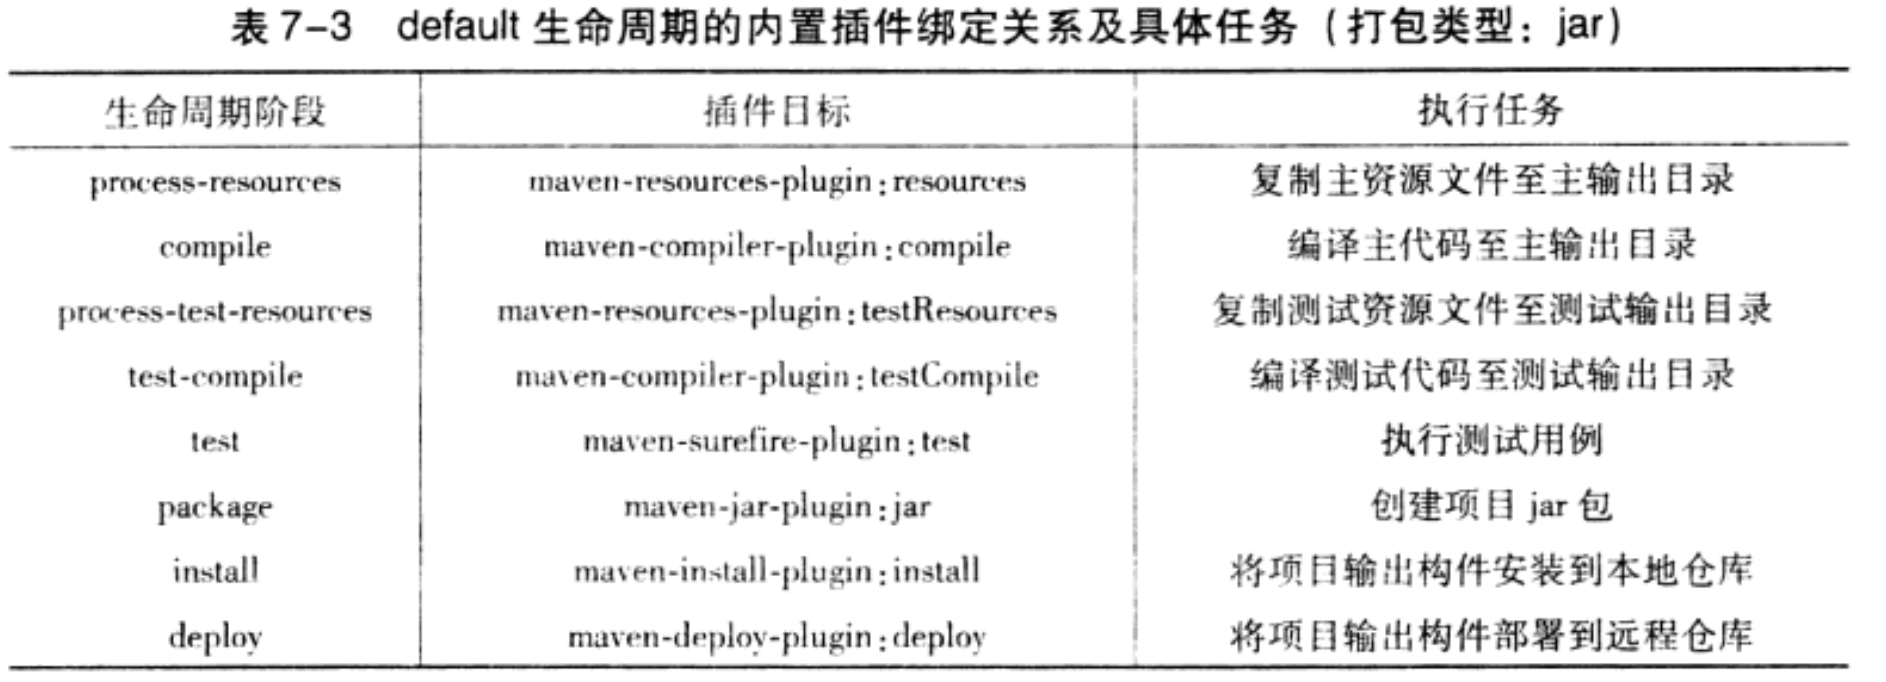 表 7-3 default 生命周期的内置插件绑定关系及具体任务（打包类型：jar）
生命周期阶段 插件目标 执行任务
process-resources maven-resources-plugin:resources 复制主资源文件至主输出目录
compile maven-compiler-plugin:compile 编译主代码至主输出目录
process-test-resources maven-resources-plugin:testResources 复制测试资源文件至测试输出目录
test-compile maven-compiler-plugin:testCompile 编译测试代码至测试输出目录
test maven-surefire-plugin:test 执行测试用例
package maven-jar-plugin:jar 创建项目 jar 包
install maven-install-plugin:install 将项目输出构件安装到本地仓库
deploy maven-deploy-plugin:deploy 将项目输出构件部署到远程仓库